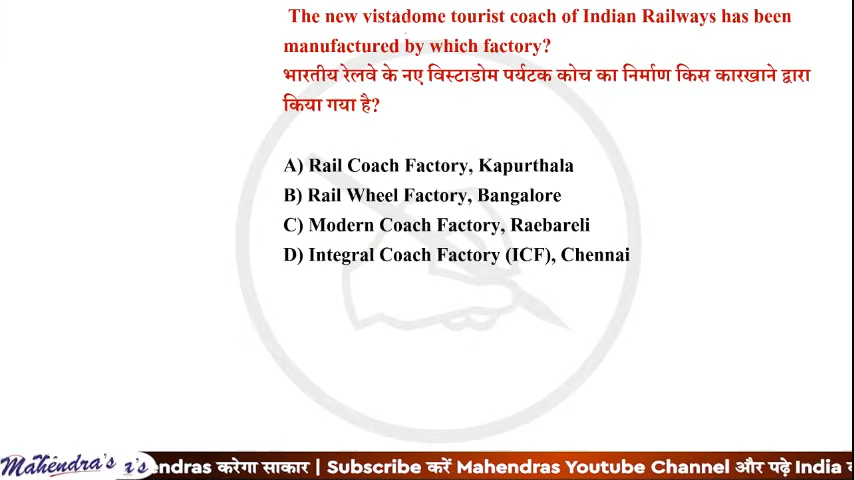 The new vistadome tourist coach of Indian Railways has been
manufactured by which factory?
भारतीय रेलवे के नए विस्टाडोम पर्यटक कोच का निर्माण किस कारखाने द्वारा
किया गया है?
A) Rail Coach Factory, Kapurthala
B) Rail Wheel Factory, Bangalore
C) Modern Coach Factory, Raebareli
D) Integral Coach Factory (ICF), Chennai
Mahendra's x's endras करेगा साकार | Subscribe करें Mahendras Youtube Channel और पढ़े India